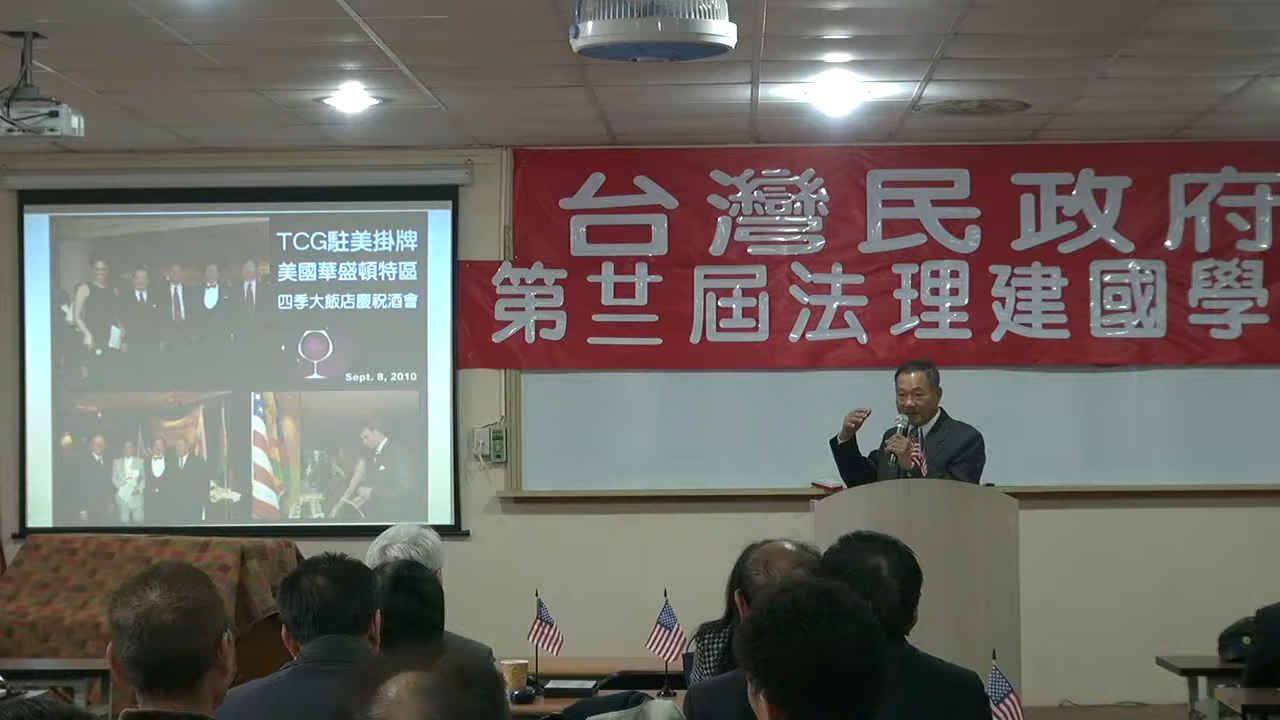 台灣民政府
第廿二屆法理建國學
TCG駐美掛牌
美國華盛頓特區
四季大飯店慶祝酒會
Sept. 8, 2010